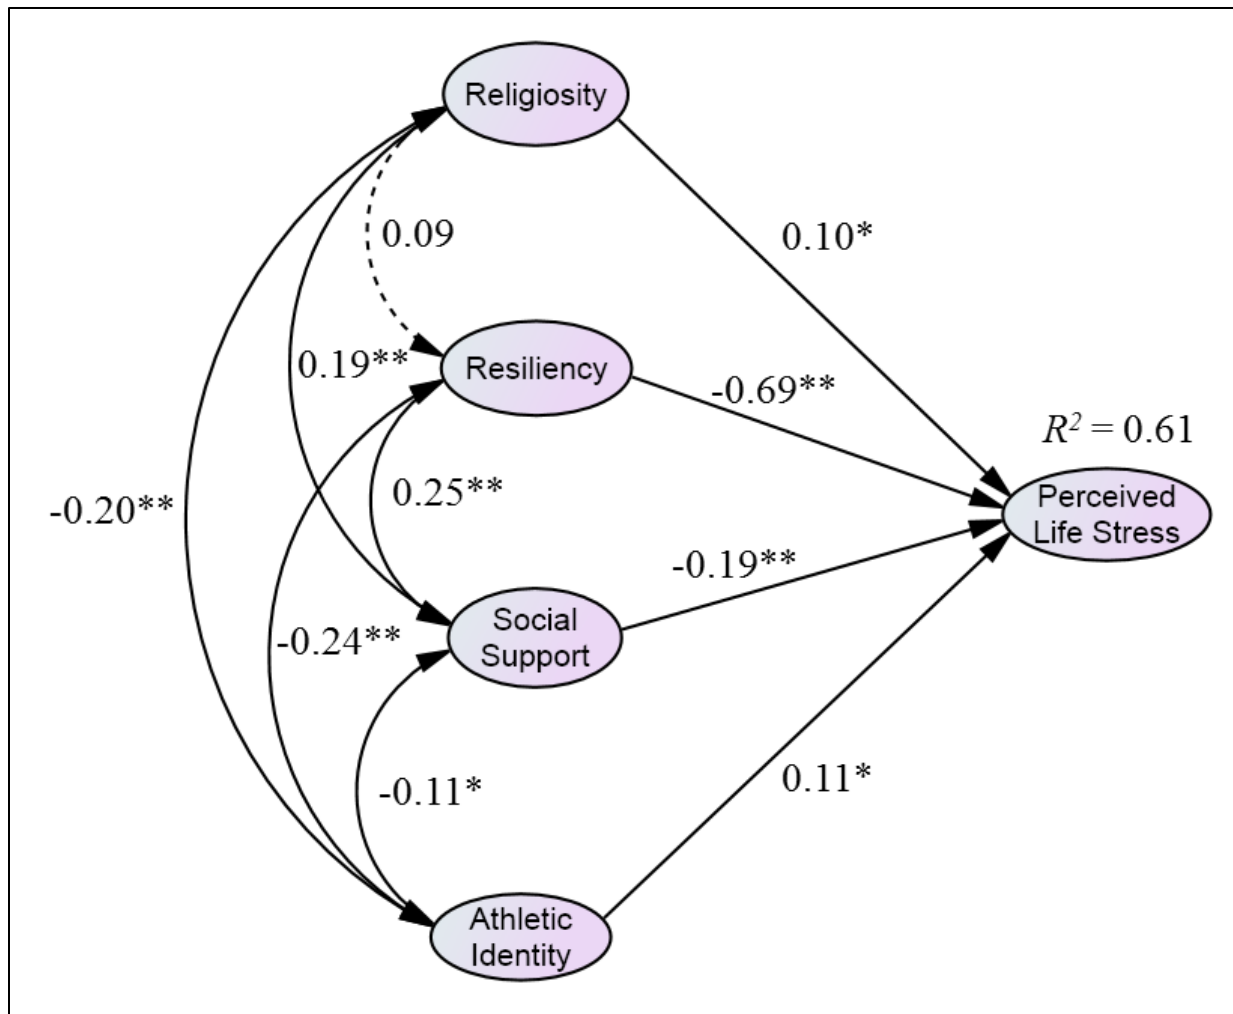 Religiosity
0.10*
0.09
0.19**
Resiliency
-0.69**
R² = 0.61
Perceived
Life Stress
0.25**
-0.20**
-0.19**
Social
Support
-0.24**
-0.11*
0.11*
Athletic
Identity